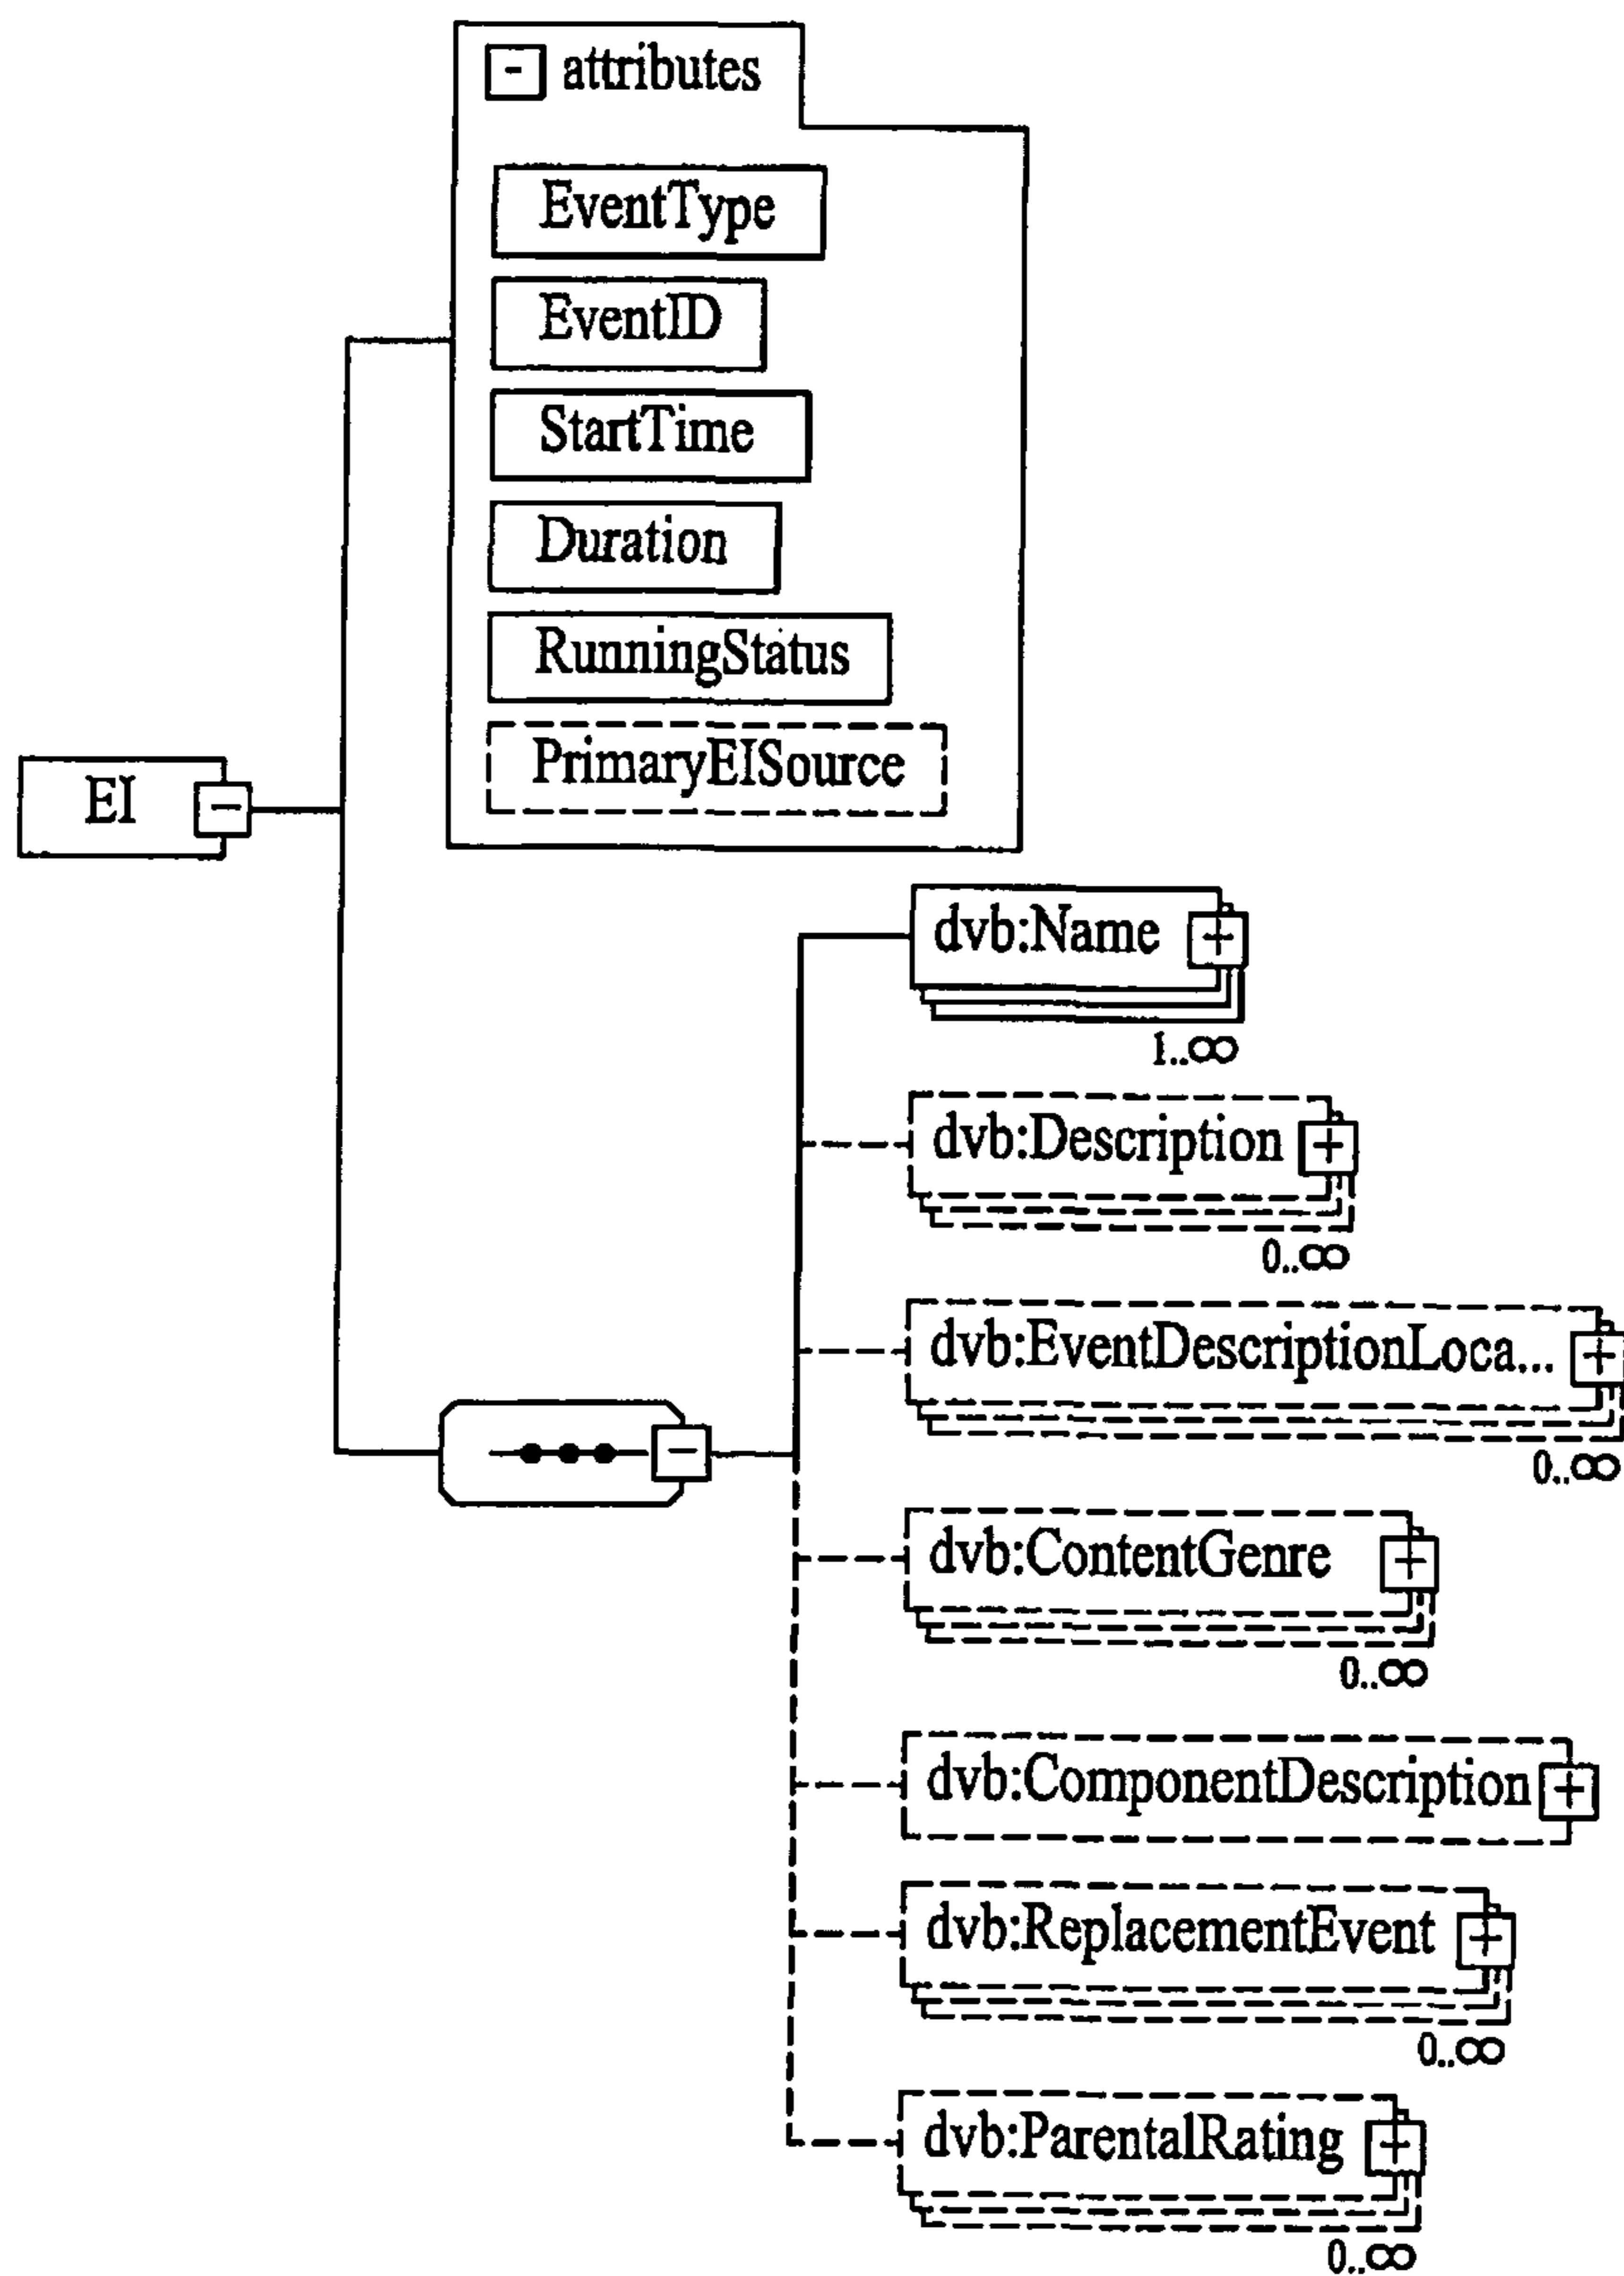 attributes
EventType
EventID
StartTime
Duration
RunningStatus
PrimaryEISource
EI
dvb:Name
1..∞
dvb:Description
0..∞
dvb:EventDescriptionLoca...
0..∞
dvb:ContentGenre
0..∞
dvb:ComponentDescription
dvb:ReplacementEvent
0..∞
dvb:ParentalRating
0..∞